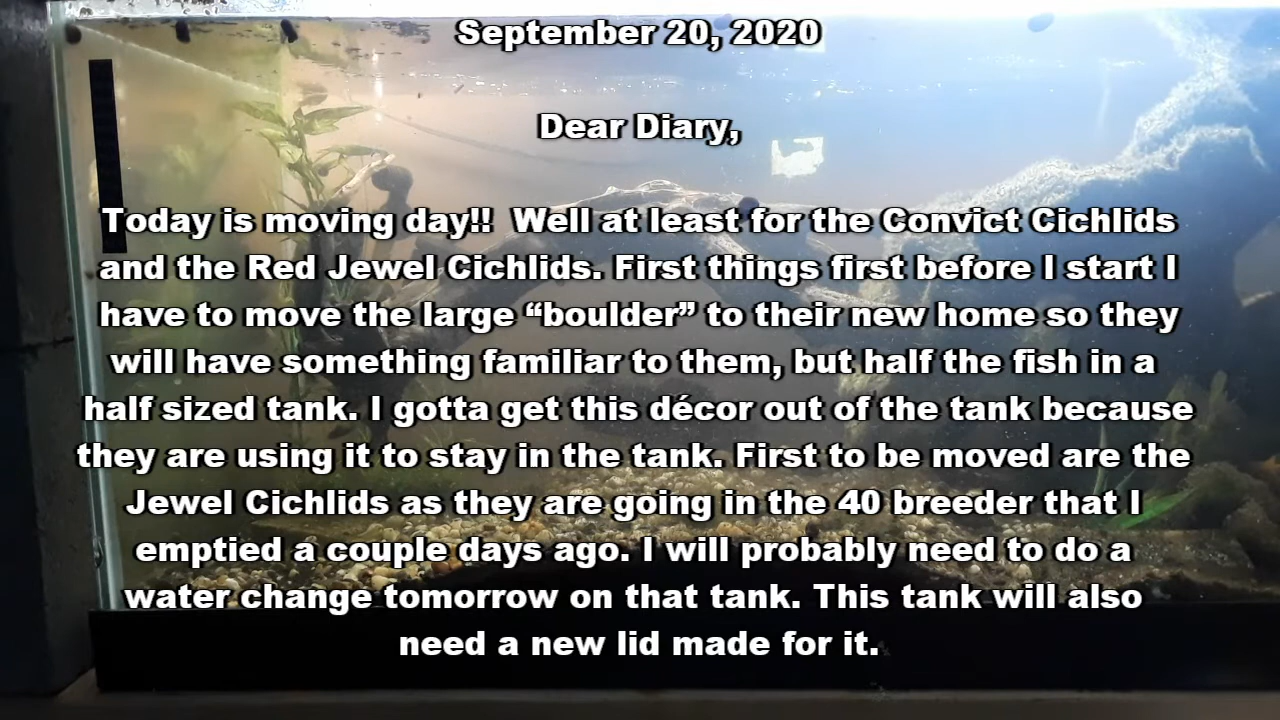 September 20, 2020
Dear Diary,
Today is moving day!!  Well at least for the Convict Cichlids
and the Red Jewel Cichlids. First things first before I start I
have to move the large “boulder” to their new home so they
will have something familiar to them, but half the fish in a
half sized tank. I gotta get this décor out of the tank because
they are using it to stay in the tank. First to be moved are the
Jewel Cichlids as they are going in the 40 breeder that I
emptied a couple days ago. I will probably need to do a
water change tomorrow on that tank. This tank will also
need a new lid made for it.